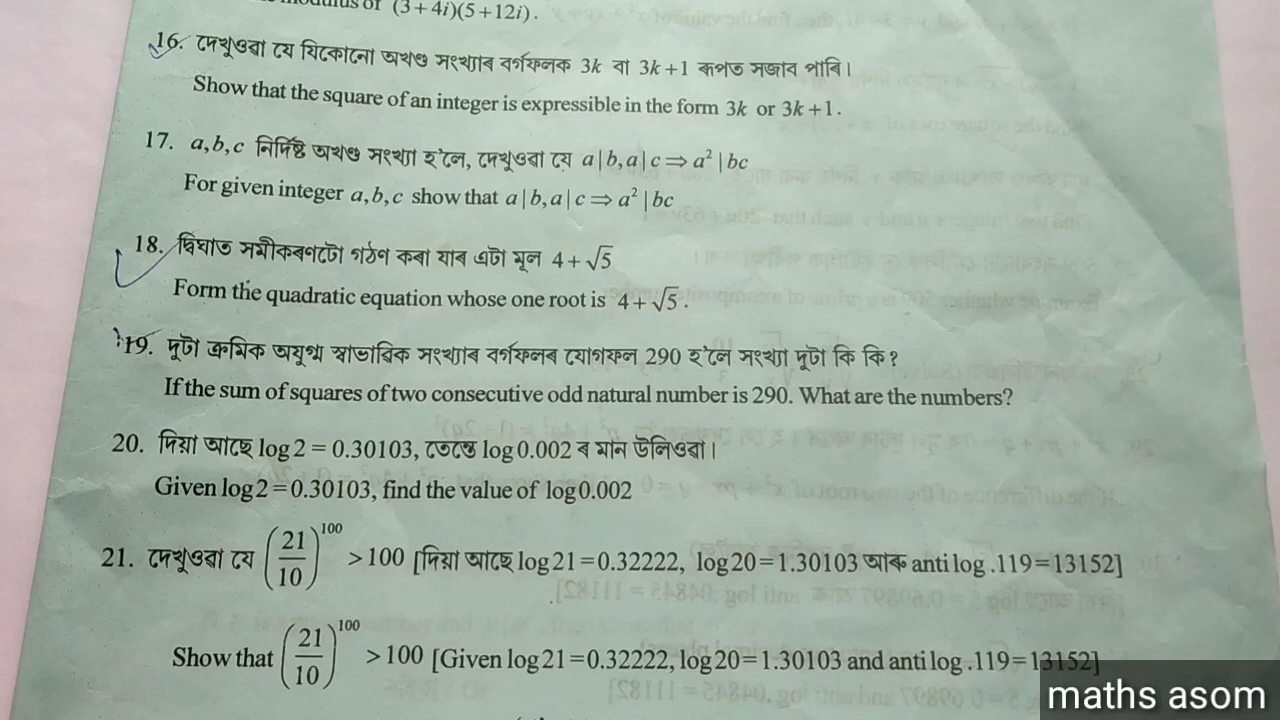 modulus of (3+4i)(5+12i).
16. দেখুওৱা যে যিকোনো অখণ্ড সংখ্যাৰ বৰ্গফলক 3k বা 3k+1 ৰূপত সজাব পাৰি।
Show that the square of an integer is expressible in the form 3k or 3k+1.
17. a,b,c নিৰ্দিষ্ট অখণ্ড সংখ্যা হ'লে, দেখুওৱা যে a|b,a|c⇒a²|bc
For given integer a,b,c show that a|b,a|c⇒a²|bc
18. দ্বিঘাত সমীকৰণটো গঠণ কৰা যাৰ এটা মূল 4+√5
Form the quadratic equation whose one root is 4+√5.
19. দূটা ক্ৰমিক অযুগ্ম স্বাভাৱিক সংখ্যাৰ বৰ্গফলৰ যোগফল 290 হ'লে সংখ্যা দূটা কি কি?
If the sum of squares of two consecutive odd natural number is 290. What are the numbers?
20. দিয়া আছে log2=0.30103, তেন্তে log0.002 ৰ মান উলিওৱা।
Given log2=0.30103, find the value of log0.002
21. দেখুওৱা যে (21/10)^100 >100 [দিয়া আছে log21=0.32222, log20=1.30103 আৰু antilog .119=13152]
Show that (21/10)^100 >100 [Given log21=0.32222, log20=1.30103 and antilog .119=13152]
maths asom